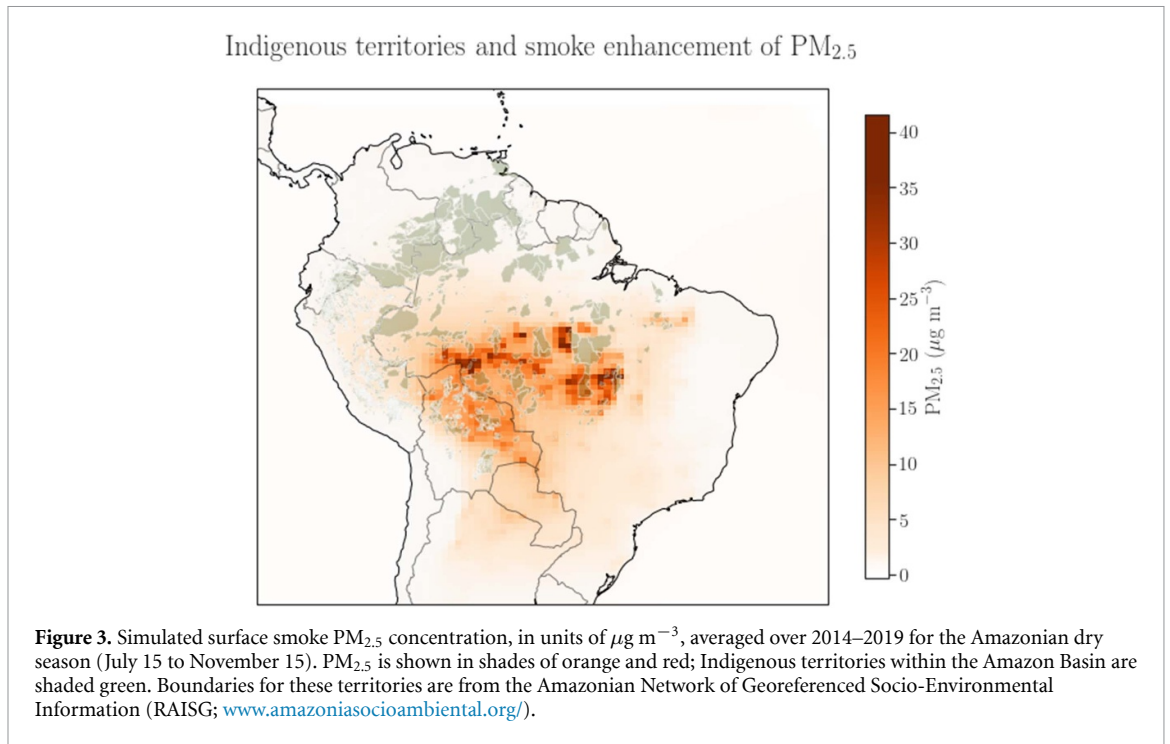 Indigenous territories and smoke enhancement of PM2.5
40
35
30
25
20
15
10
5
0
PM2.5 (μg m−3)
Figure 3. Simulated surface smoke PM2.5 concentration, in units of μg m−3, averaged over 2014–2019 for the Amazonian dry
season (July 15 to November 15). PM2.5 is shown in shades of orange and red; Indigenous territories within the Amazon Basin are
shaded green. Boundaries for these territories are from the Amazonian Network of Georeferenced Socio-Environmental
Information (RAISG; www.amazoniasocioambiental.org/).